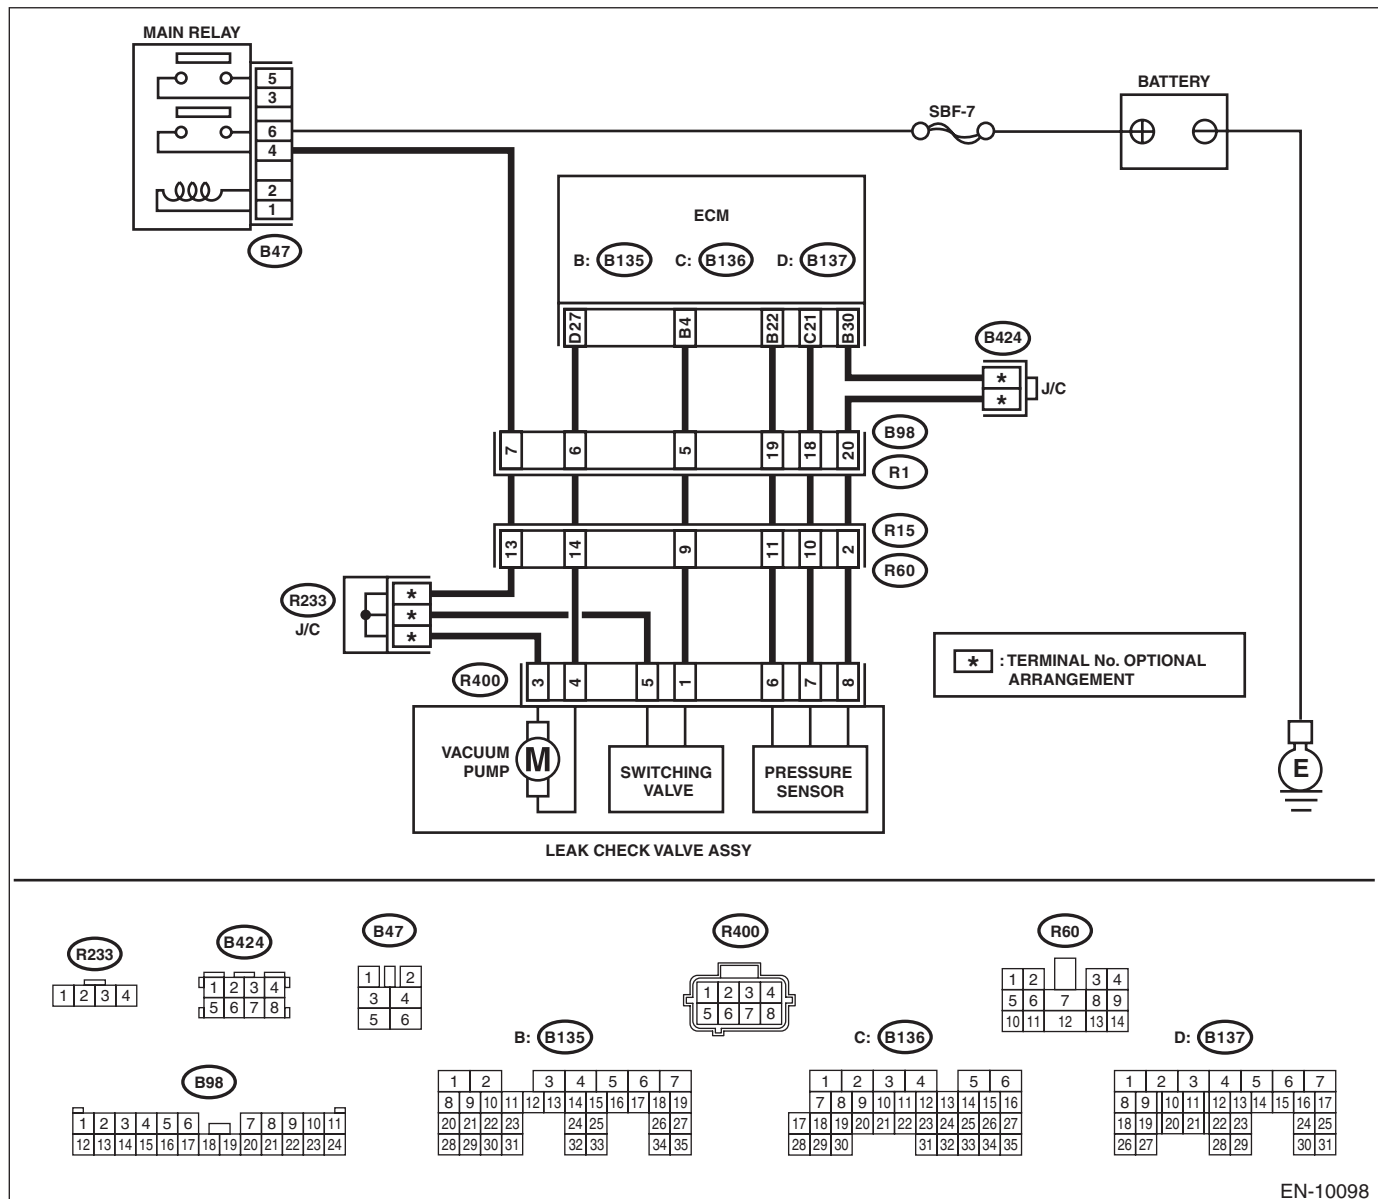 MAIN RELAY
5
3
6
4
2
1
B47
SBF-7
BATTERY
ECM
B: B135 C: B136 D: B137
D27 B4 B22 C21 B30
B424
* J/C
*
7 6 5 19 18 20
B98
R1
13 14 9 11 10 2
R15
R60
R233
J/C
*
*
*
* : TERMINAL No. OPTIONAL
ARRANGEMENT
R400
3 4 5 1 6 7 8
VACUUM
PUMP
M
SWITCHING
VALVE
PRESSURE
SENSOR
E
LEAK CHECK VALVE ASSY
R233
1 2 3 4
B424
1 2 3 4
5 6 7 8
B47
1 2
3 4
5 6
R400
1 2 3 4
5 6 7 8
R60
1 2 3 4
5 6 7 8 9
10 11 12 13 14
B98
1 2 3 4 5 6 7 8 9 10 11
12 13 14 15 16 17 18 19 20 21 22 23 24
B: B135
1 2 3 4 5 6 7
8 9 10 11 12 13 14 15 16 17 18 19
20 21 22 23 24 25 26 27
28 29 30 31 32 33 34 35
C: B136
1 2 3 4 5 6
7 8 9 10 11 12 13 14 15 16
17 18 19 20 21 22 23 24 25 26 27
28 29 30 31 32 33 34 35
D: B137
1 2 3 4 5 6 7
8 9 10 11 12 13 14 15 16 17
18 19 20 21 22 23 24 25
26 27 28 29 30 31
EN-10098